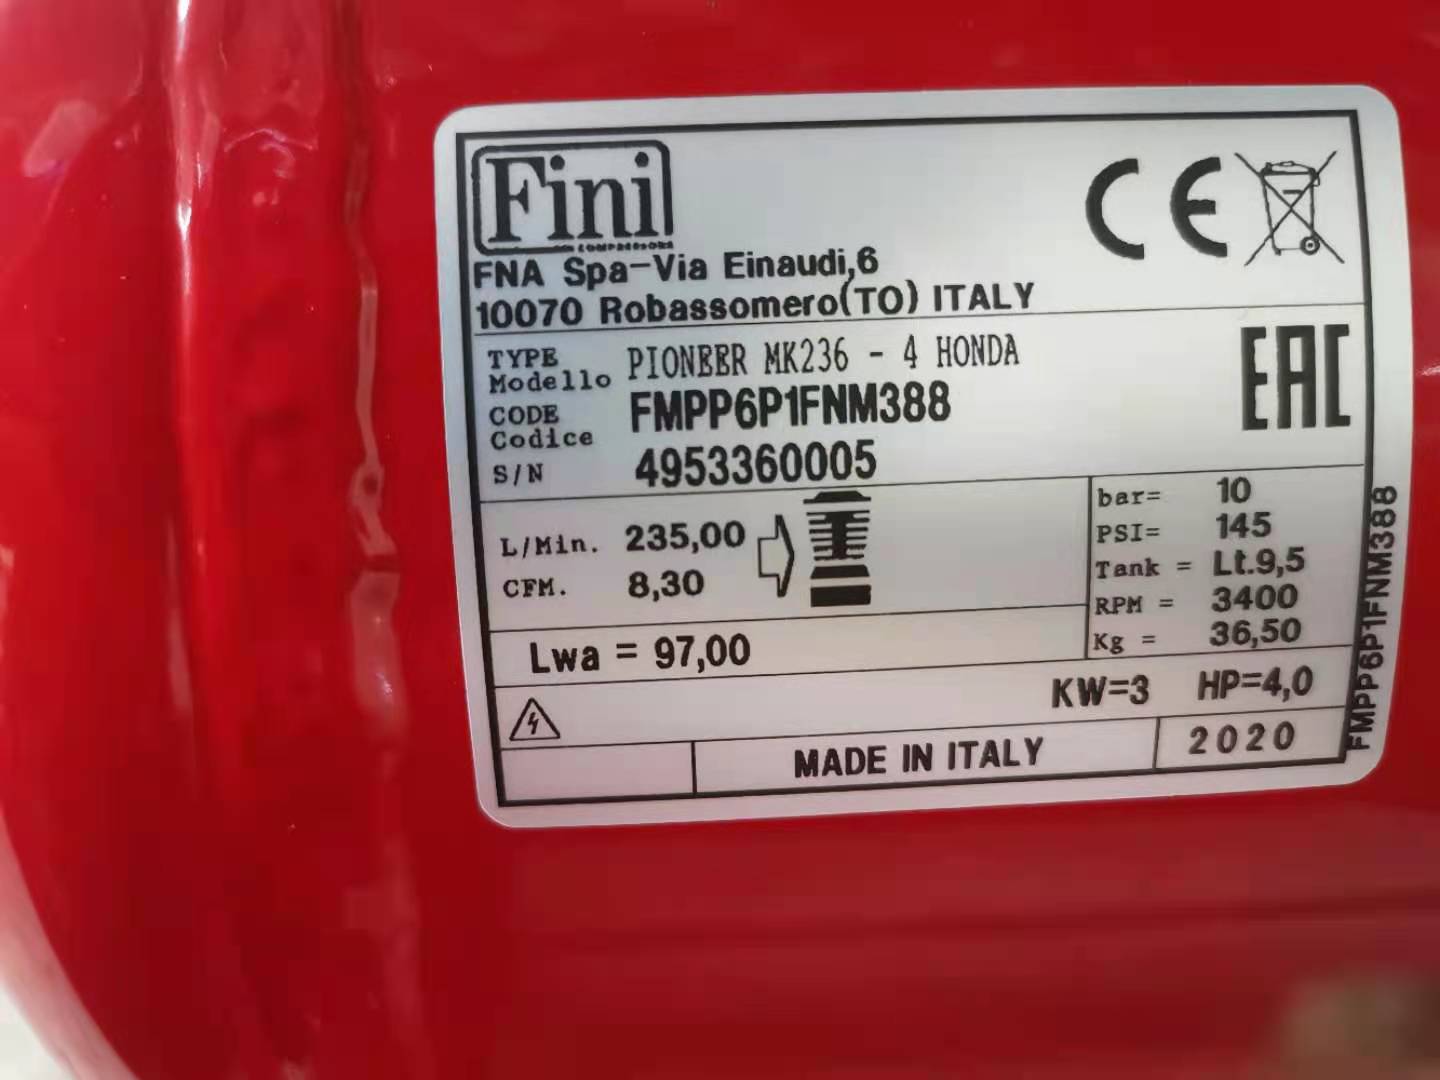 Fini
COMPRESSORS
CE
FNA Spa-Via Einaudi,6
10070 Robassomero(TO) ITALY
TYPE
Modello
PIONEER MK236 - 4 HONDA
EAC
CODE
Codice
FMPP6P1FNM388
S/N 4953360005
L/Min. 235,00
CFM. 8,30
bar= 10
PSI= 145
Tank = Lt.9,5
RPM = 3400
Kg = 36,50
Lwa = 97,00
KW=3 HP=4,0
MADE IN ITALY
2020
FMPP6P1FNM388